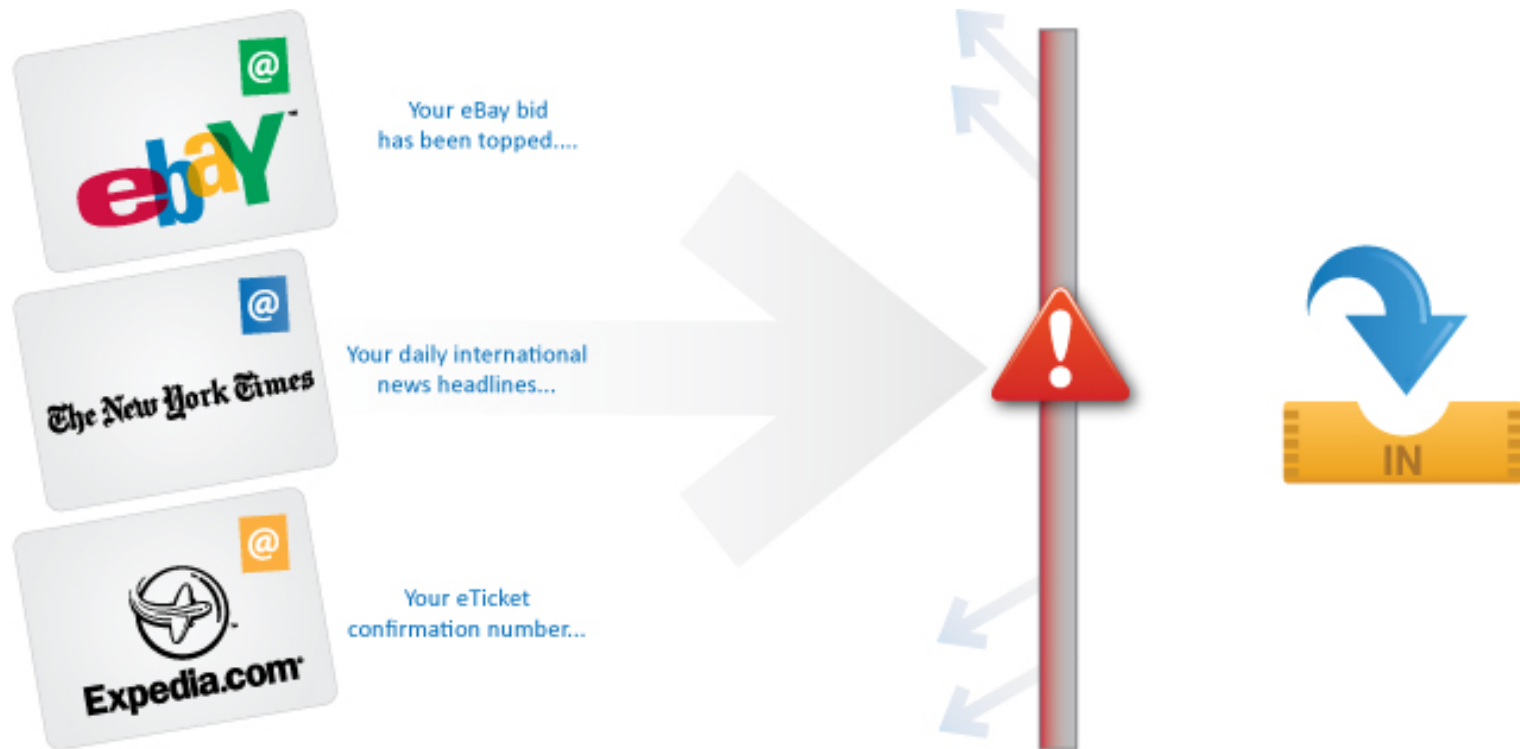 @
ebaY™
Your eBay bid
has been topped....
@
The New York Times
Your daily international
news headlines...
@
Expedia.com
Your eTicket
confirmation number...
!
IN